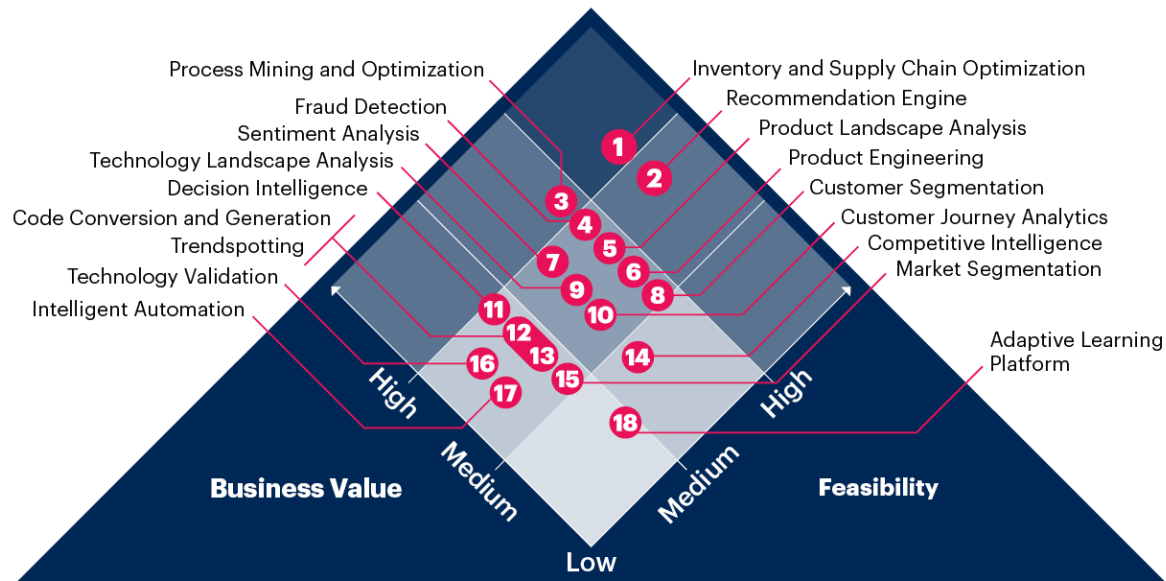 Process Mining and Optimization
Fraud Detection
Sentiment Analysis
Technology Landscape Analysis
Decision Intelligence
Code Conversion and Generation
Trendspotting
Technology Validation
Intelligent Automation
Inventory and Supply Chain Optimization
Recommendation Engine
Product Landscape Analysis
Product Engineering
Customer Segmentation
Customer Journey Analytics
Competitive Intelligence
Market Segmentation
Adaptive Learning
Platform
1
2
3
4
5
6
7
8
9
10
11
12
13
14
15
16
17
18
High
Medium
High
Medium
Low
Business Value
Feasibility